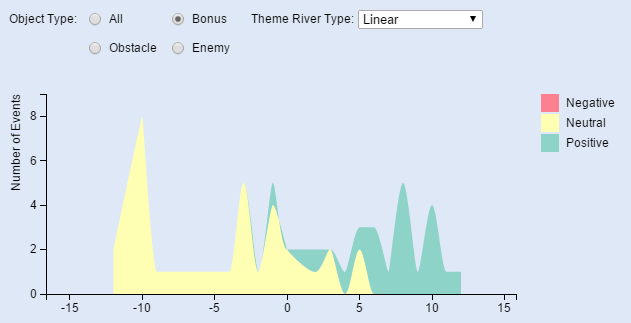 Object Type: All Bonus Theme River Type: Linear
Obstacle Enemy
Number of Events
8
6
4
2
0
-15 -10 -5 0 5 10 15
Negative
Neutral
Positive